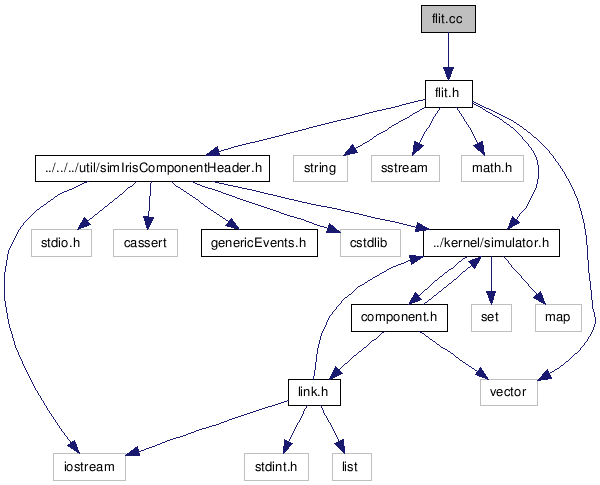 flit.cc
flit.h
../../../util/simIrisComponentHeader.h
string
sstream
math.h
stdio.h
cassert
genericEvents.h
cstdlib
../kernel/simulator.h
component.h
set
map
link.h
vector
iostream
stdint.h
list